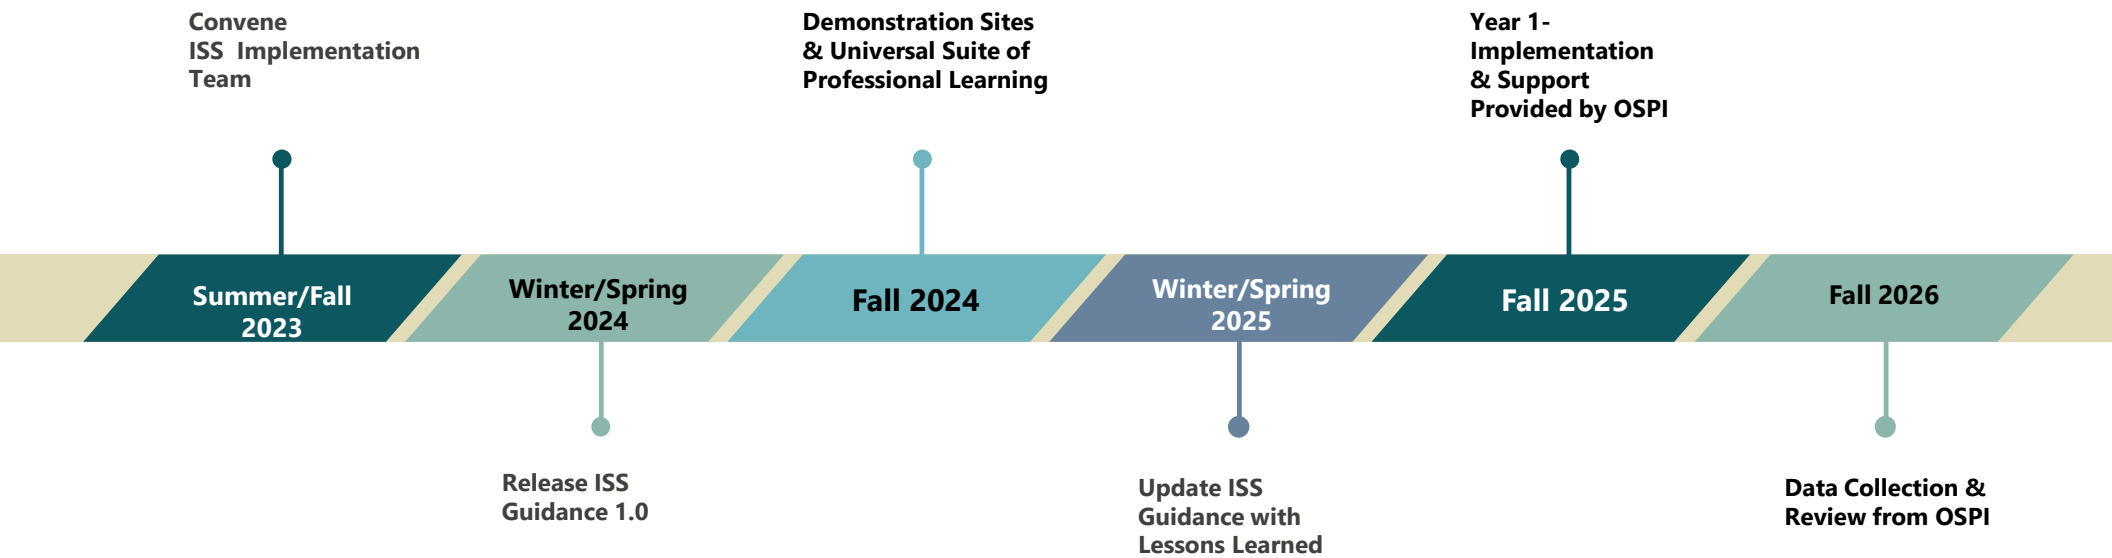 Convene
ISS  Implementation
Team
Demonstration Sites
& Universal Suite of
Professional Learning
Year 1-
Implementation
& Support
Provided by OSPI
Summer/Fall
2023
Winter/Spring
2024
Fall 2024
Winter/Spring
2025
Fall 2025
Fall 2026
Release ISS
Guidance 1.0
Update ISS
Guidance with
Lessons Learned
Data Collection &
Review from OSPI